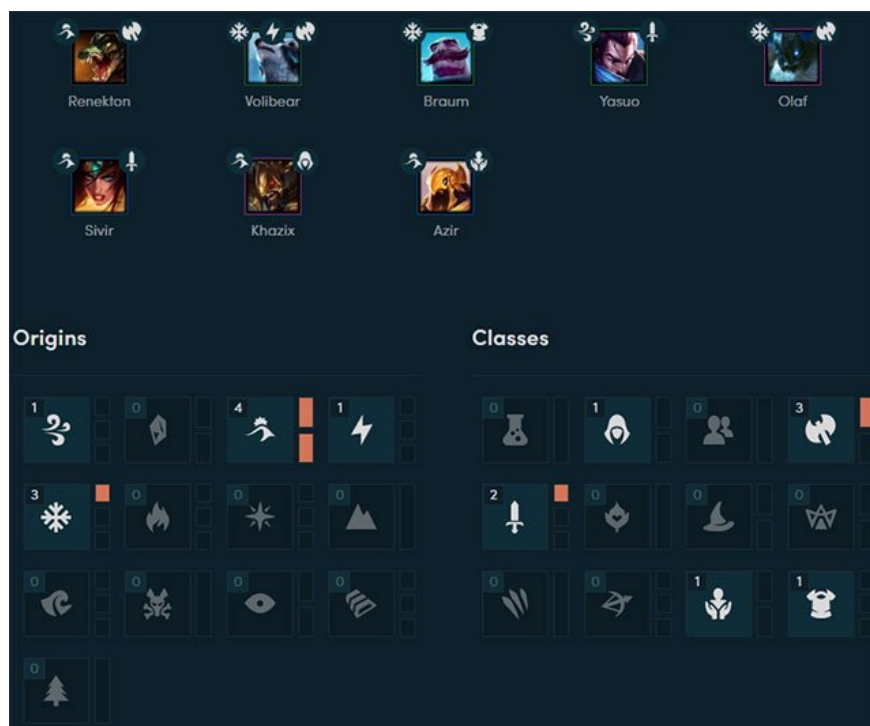 Renekton Volibear Braum Yasuo Olaf
Sivir Khazix Azir
Origins Classes
1 0 4 1 0 1 0 3
3 0 0 0 2 0 0 0
0 0 0 0 0 0 1 1
0